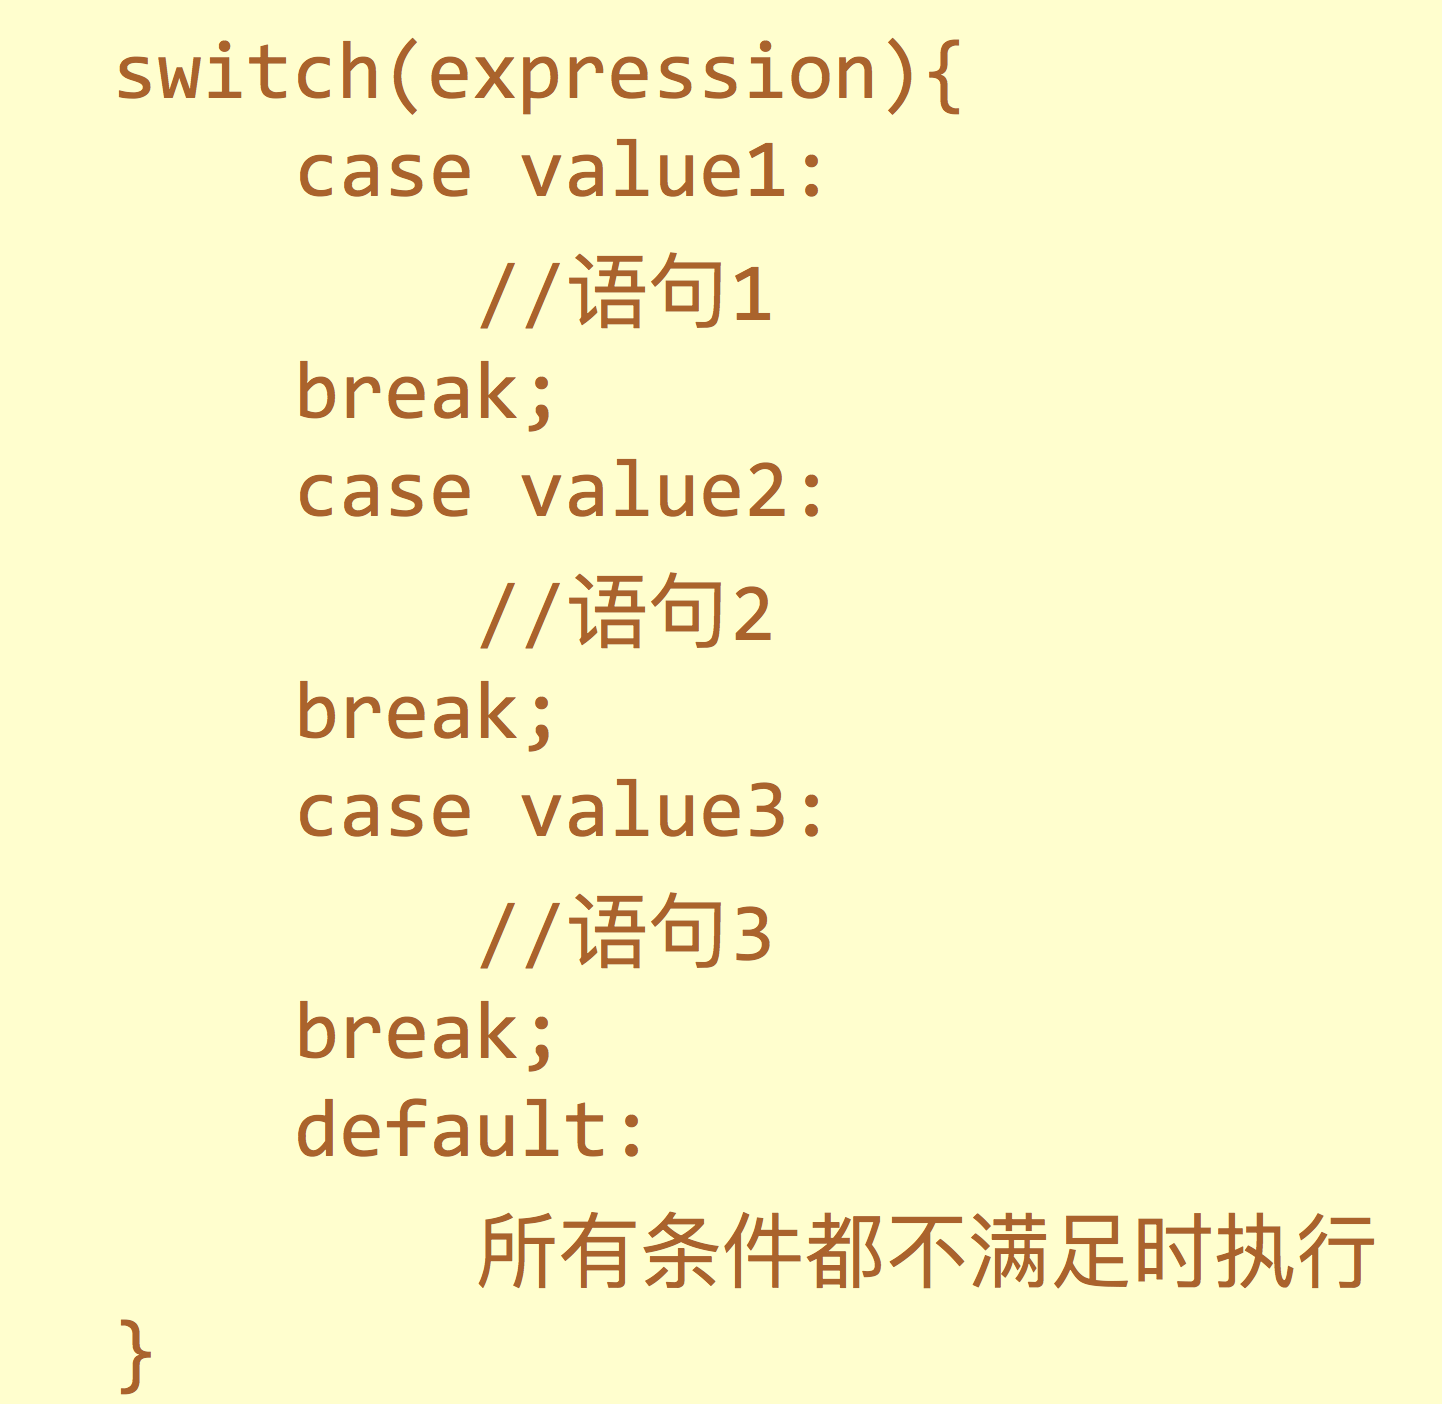 switch(expression){
case value1:
//语句1
break;
case value2:
//语句2
break;
case value3:
//语句3
break;
default:
所有条件都不满足时执行
}